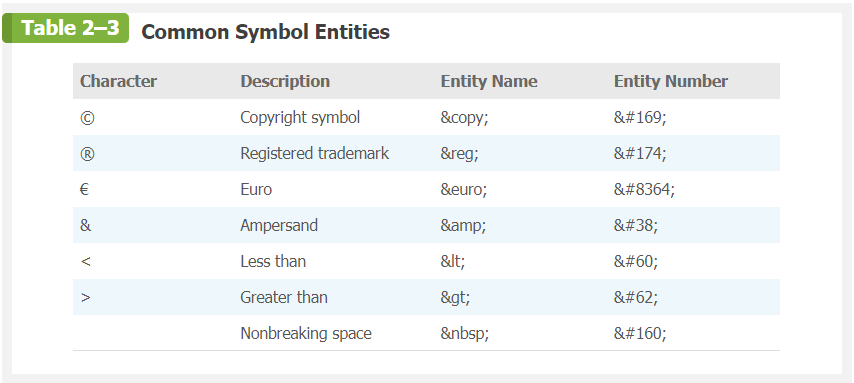 Table 2–3 Common Symbol Entities
Character Description Entity Name Entity Number
© Copyright symbol &copy; &#169;
® Registered trademark &reg; &#174;
€ Euro &euro; &#8364;
& Ampersand &amp; &#38;
< Less than &lt; &#60;
> Greater than &gt; &#62;
Nonbreaking space &nbsp; &#160;